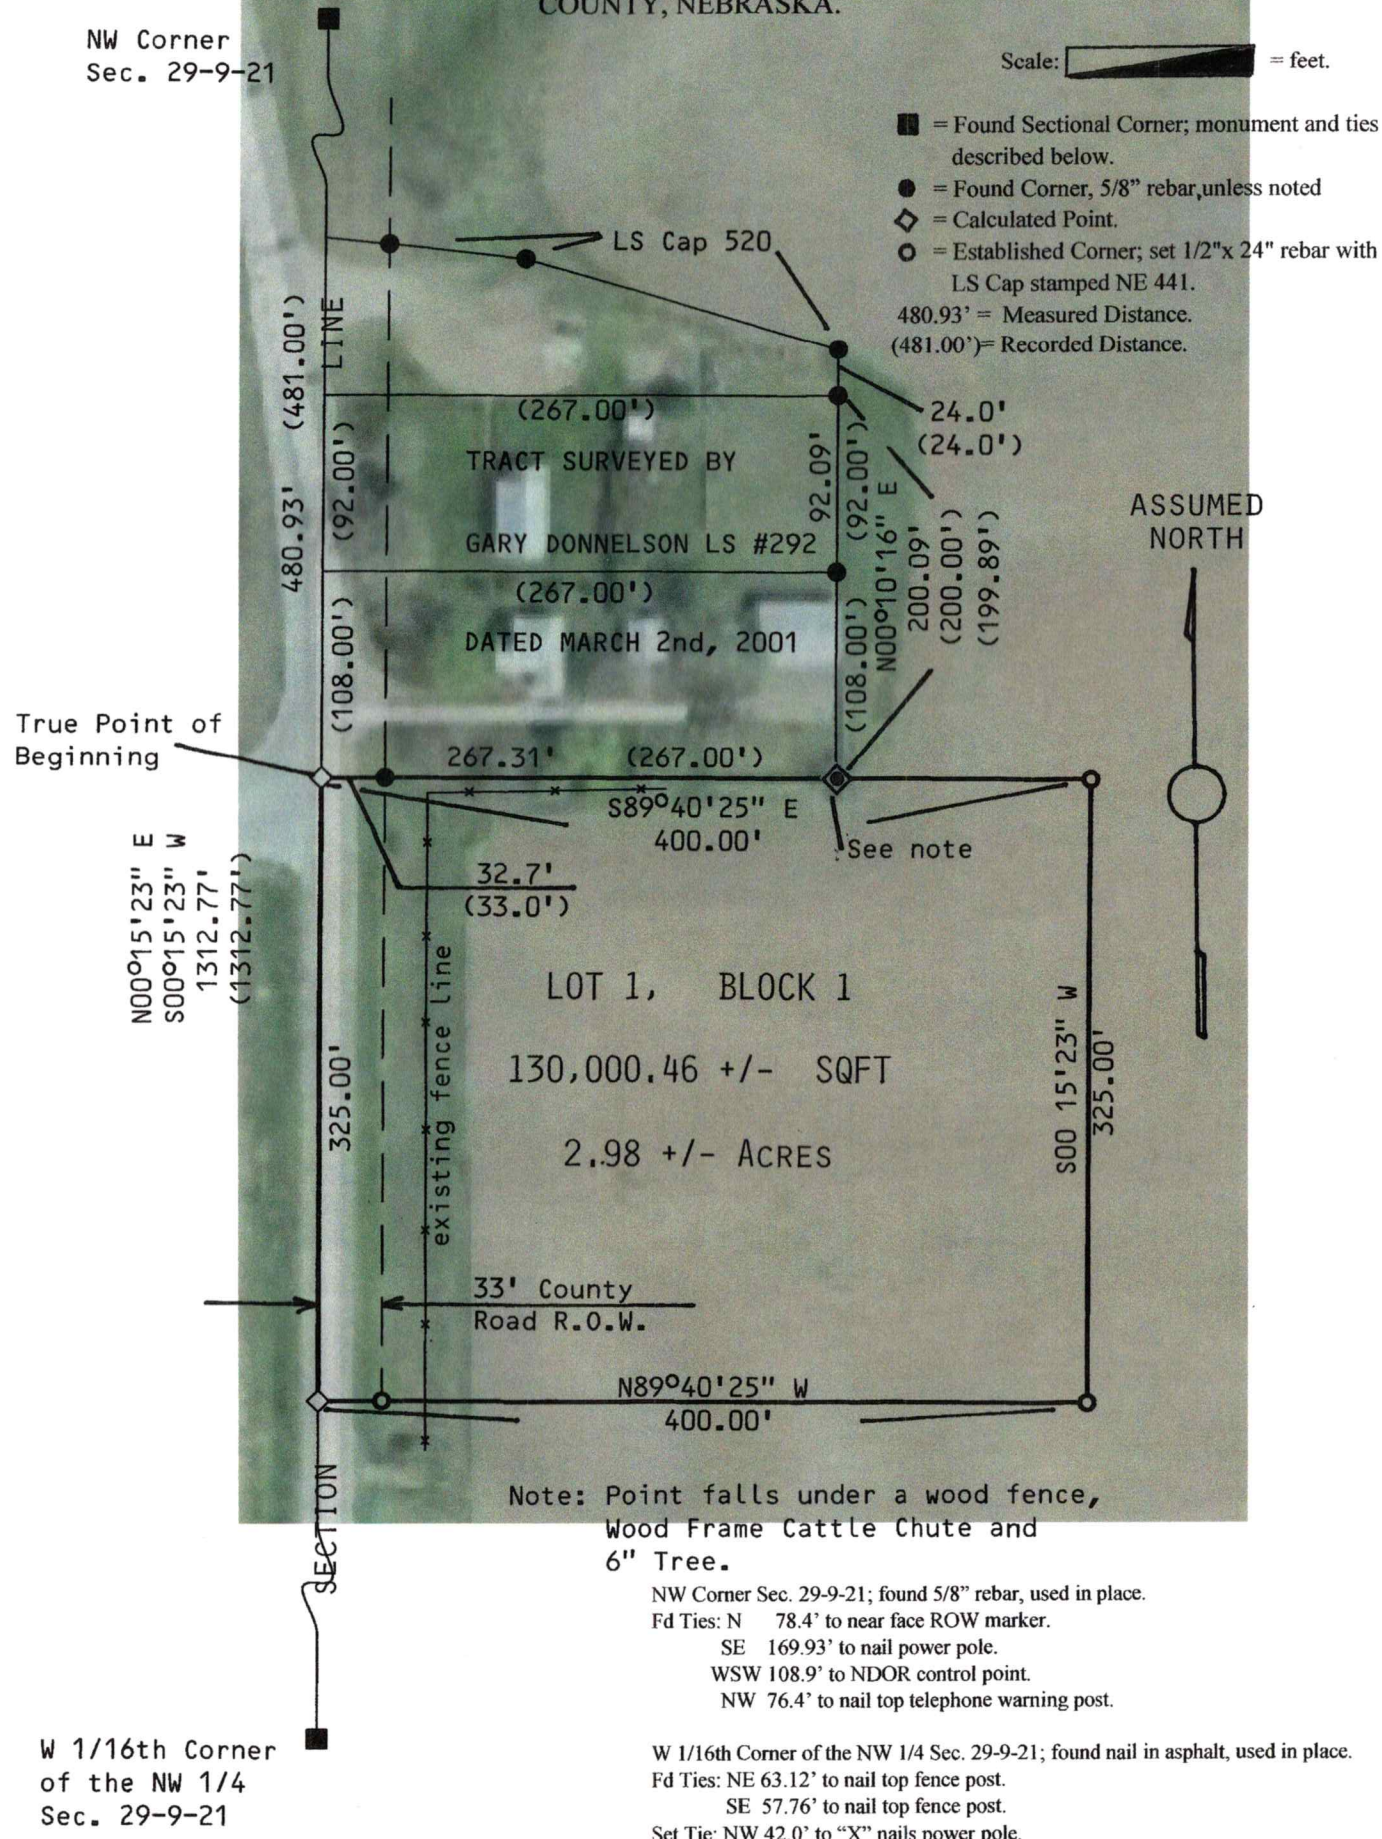 COUNTY, NEBRASKA.
NW Corner
Sec. 29-9-21
Scale: = feet.
= Found Sectional Corner; monument and ties
described below.
= Found Corner, 5/8” rebar,unless noted
= Calculated Point.
= Established Corner; set 1/2"x 24" rebar with
LS Cap stamped NE 441.
480.93’ = Measured Distance.
(481.00’)= Recorded Distance.
LS Cap 520
LINE
(481.00')
480.93'
(92.00')
(108.00')
(267.00')
TRACT SURVEYED BY
GARY DONNELSON LS #292
(267.00')
DATED MARCH 2nd, 2001
92.09'
(92.00')
(108.00')
N00°10'16" E
200.09'
(200.00')
(199.89')
24.0'
(24.0')
ASSUMED
NORTH
True Point of
Beginning
267.31' (267.00')
S89°40'25" E
400.00'
See note
32.7'
(33.0')
N00°15'23" E
S00°15'23" W
1312.77'
(1312.77')
325.00'
existing fence line
LOT 1, BLOCK 1
130,000.46 +/- SQFT
2.98 +/- ACRES
S00 15'23" W
325.00'
33' County
Road R.O.W.
N89°40'25" W
400.00'
SECTION
Note: Point falls under a wood fence,
Wood Frame Cattle Chute and
6" Tree.
NW Corner Sec. 29-9-21; found 5/8” rebar, used in place.
Fd Ties: N 78.4’ to near face ROW marker.
SE 169.93’ to nail power pole.
WSW 108.9’ to NDOR control point.
NW 76.4’ to nail top telephone warning post.
W 1/16th Corner
of the NW 1/4
Sec. 29-9-21
W 1/16th Corner of the NW 1/4 Sec. 29-9-21; found nail in asphalt, used in place.
Fd Ties: NE 63.12’ to nail top fence post.
SE 57.76’ to nail top fence post.
Set Tie: NW 42.0’ to “X” nails power pole.